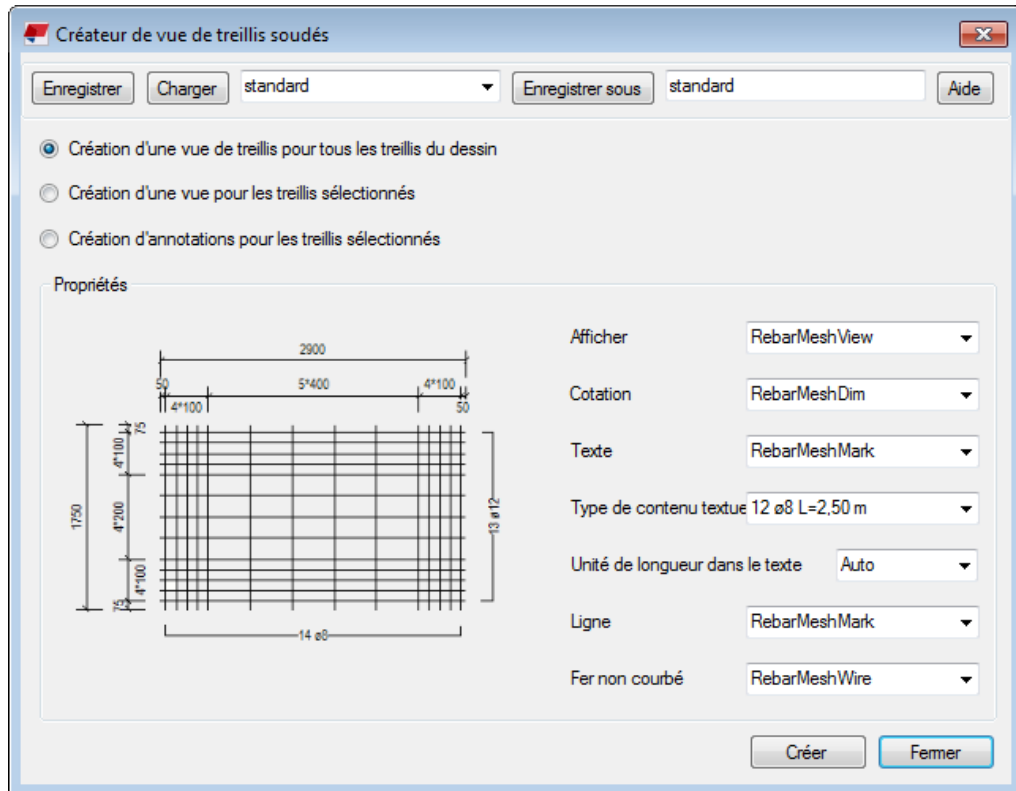 Créateur de vue de treillis soudés
Enregistrer Charger standard Enregistrer sous standard Aide
Création d'une vue de treillis pour tous les treillis du dessin
Création d'une vue pour les treillis sélectionnés
Création d'annotations pour les treillis sélectionnés
Propriétés
2900
50 5*400 4*100
4*100 50
75
4*100
1750
4*200
4*100
75
13 ø12
14 ø8
Afficher RebarMeshView
Cotation RebarMeshDim
Texte RebarMeshMark
Type de contenu textue 12 ø8 L=2,50 m
Unité de longueur dans le texte Auto
Ligne RebarMeshMark
Fer non courbé RebarMeshWire
Créer Fermer